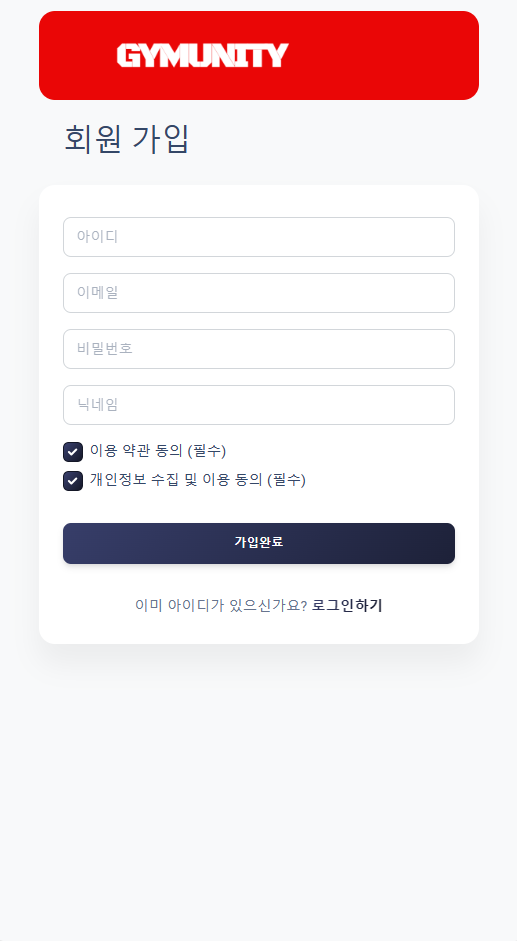 GYMUNITY
회원 가입
아이디
이메일
비밀번호
닉네임
이용 약관 동의 (필수)
개인정보 수집 및 이용 동의 (필수)
가입완료
이미 아이디가 있으신가요? 로그인하기